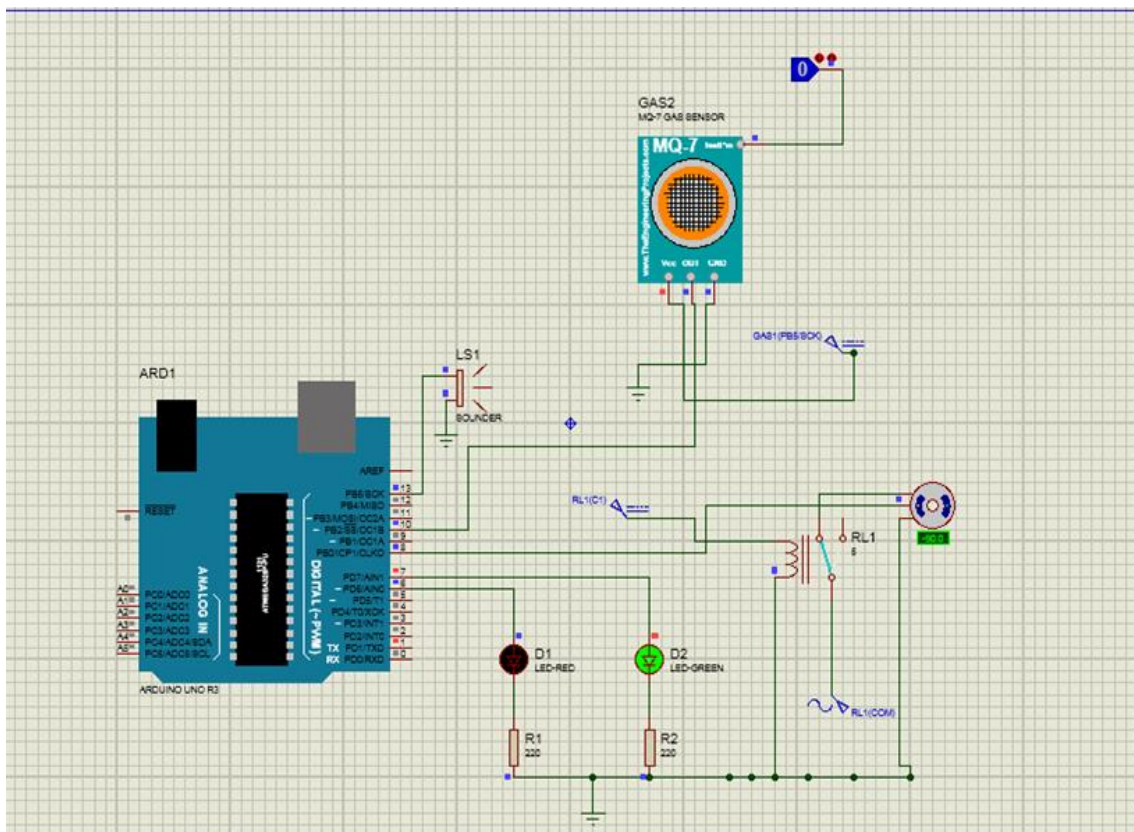 0
GAS2
MQ-7 GAS SENSOR
MQ-7
www.TheEngineeringProjects.com
Vcc OUT GND
GAS1(PB5/SCK)
LS1
SOUNDER
ARD1
AREF
PB5/SCK 13
PB4/MISO 12
~ PB3/MOSI/OC2A 11
~ PB2/SS/OC1B 10
~ PB1/OC1A 9
PB0/ICP1/CLKO 8
RESET
PD7/AIN1 7
~ PD6/AIN0 6
~ PD5/T1 5
PD4/T0/XCK 4
~ PD3/INT1 3
PD2/INT0 2
TX PD1/TXD 1
RX PD0/RXD 0
ANALOG IN
DIGITAL (~PWM)
A0 PC0/ADC0
A1 PC1/ADC1
A2 PC2/ADC2
A3 PC3/ADC3
A4 PC4/ADC4/SDA
A5 PC5/ADC5/SCL
ARDUINO UNO R3
RL1(C1)
RL1
5
RL1(COM)
D1
LED-RED
D2
LED-GREEN
R1
220
R2
220